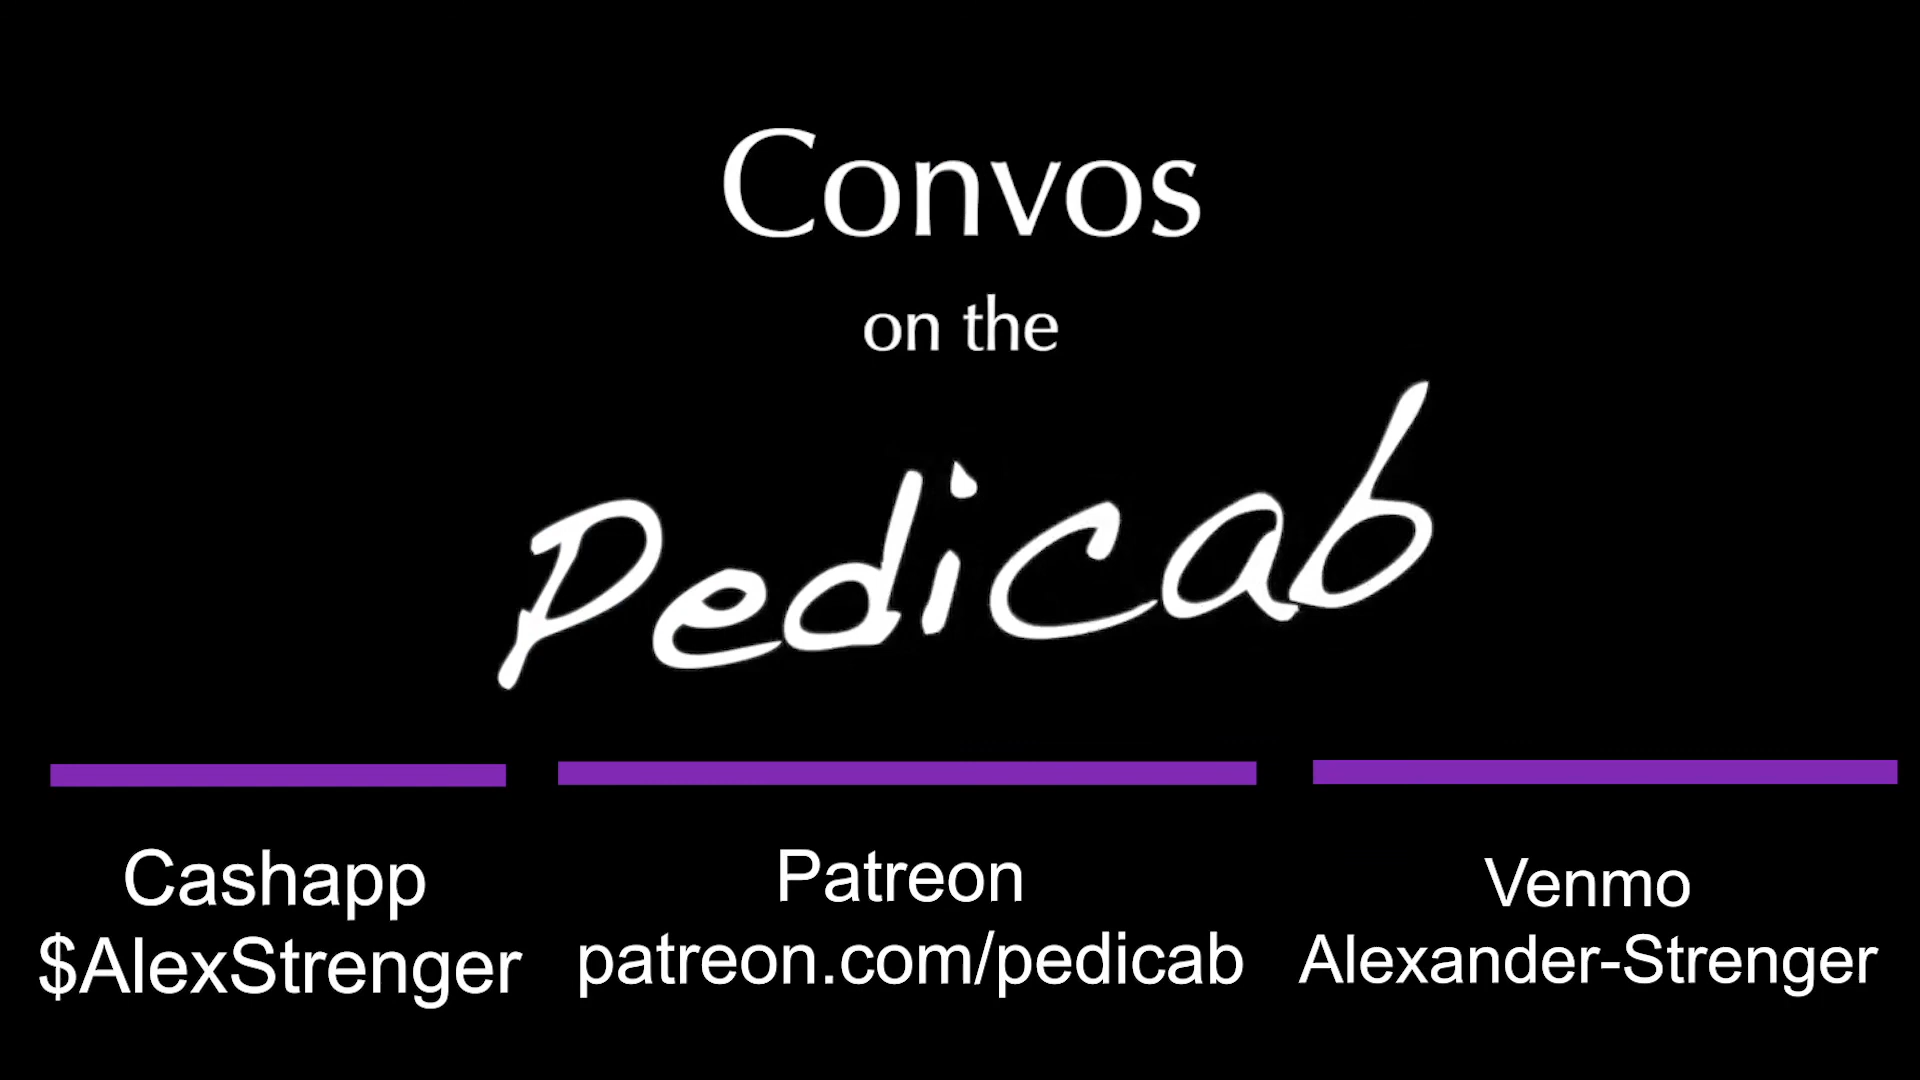 Convos
on the
Pedicab
Cashapp
$AlexStrenger
Patreon
patreon.com/pedicab
Venmo
Alexander-Strenger